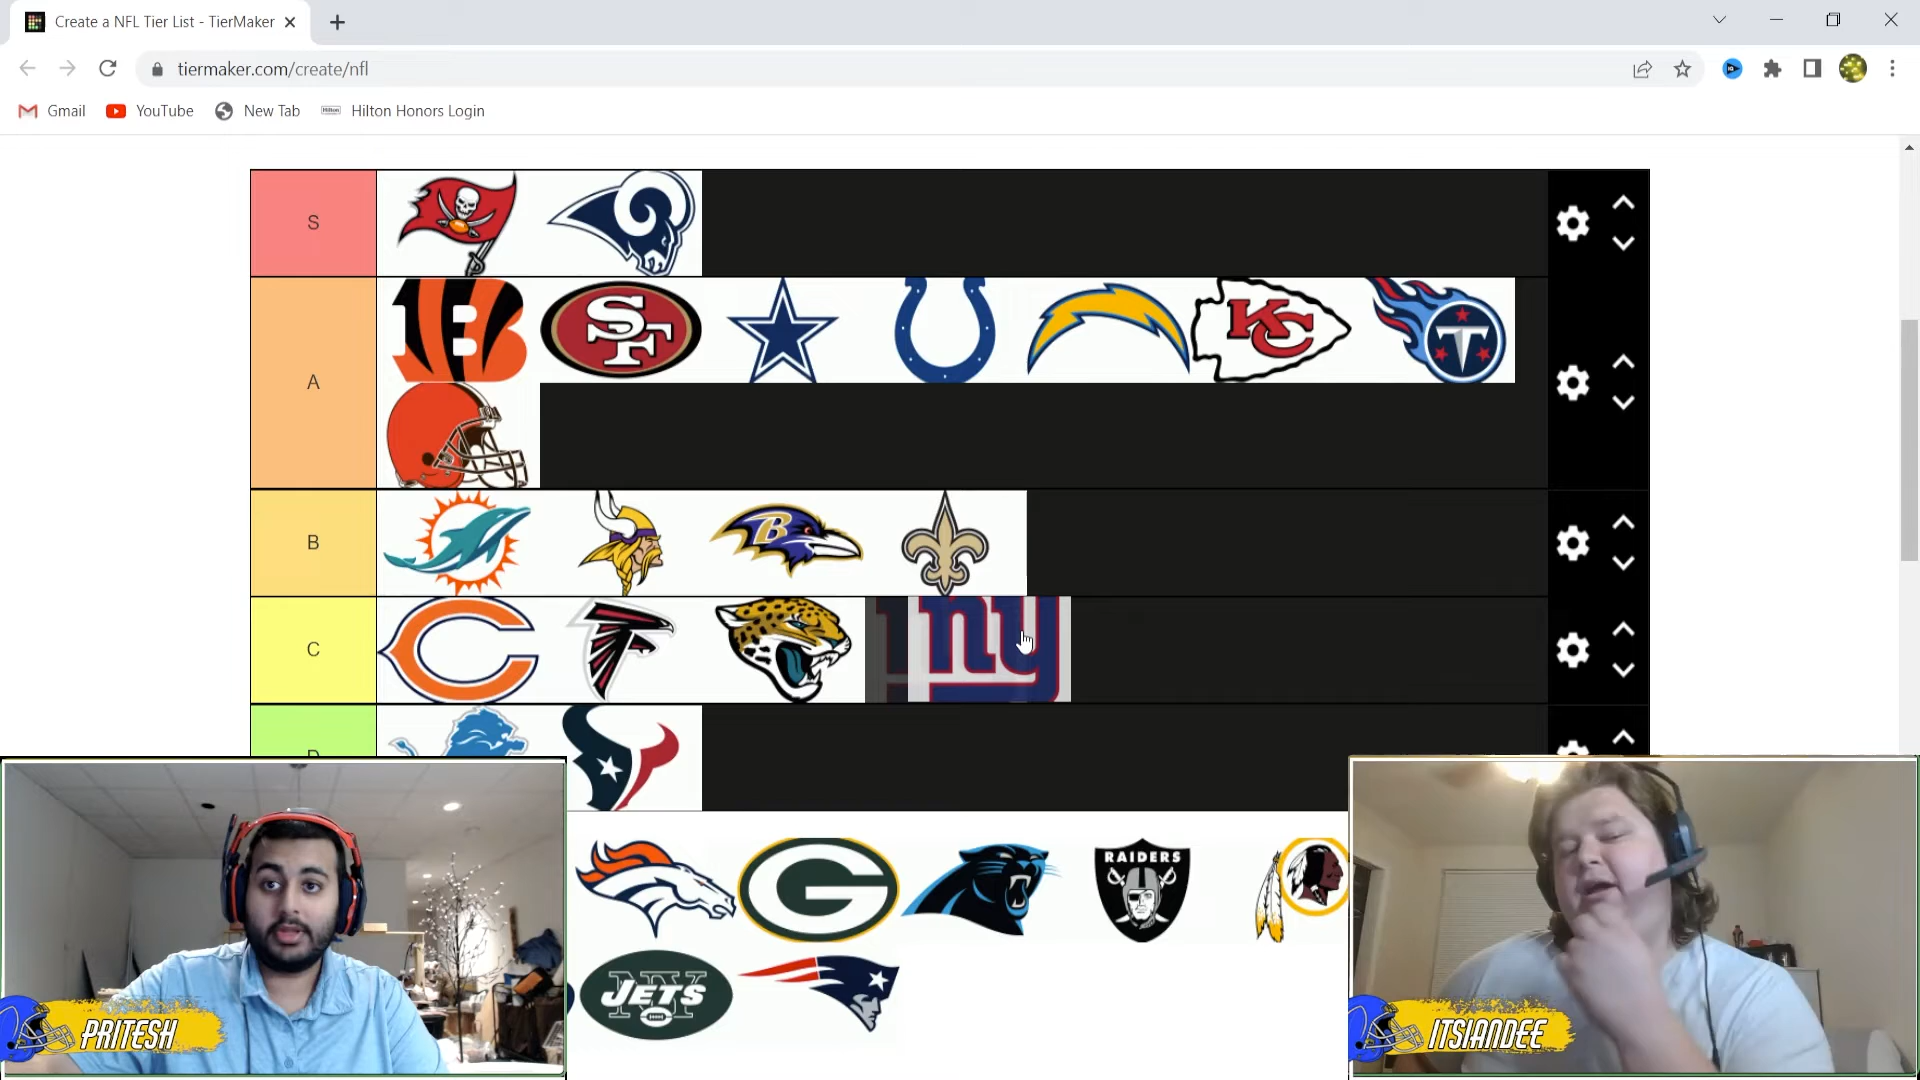 Create a NFL Tier List - TierMaker
tiermaker.com/create/nfl
Gmail YouTube New Tab Hilton Honors Login
S
A
SF
KC
T
B
B
C
ny
D
G
RAIDERS
NY
JETS
PRITESH
ITSIANDEE